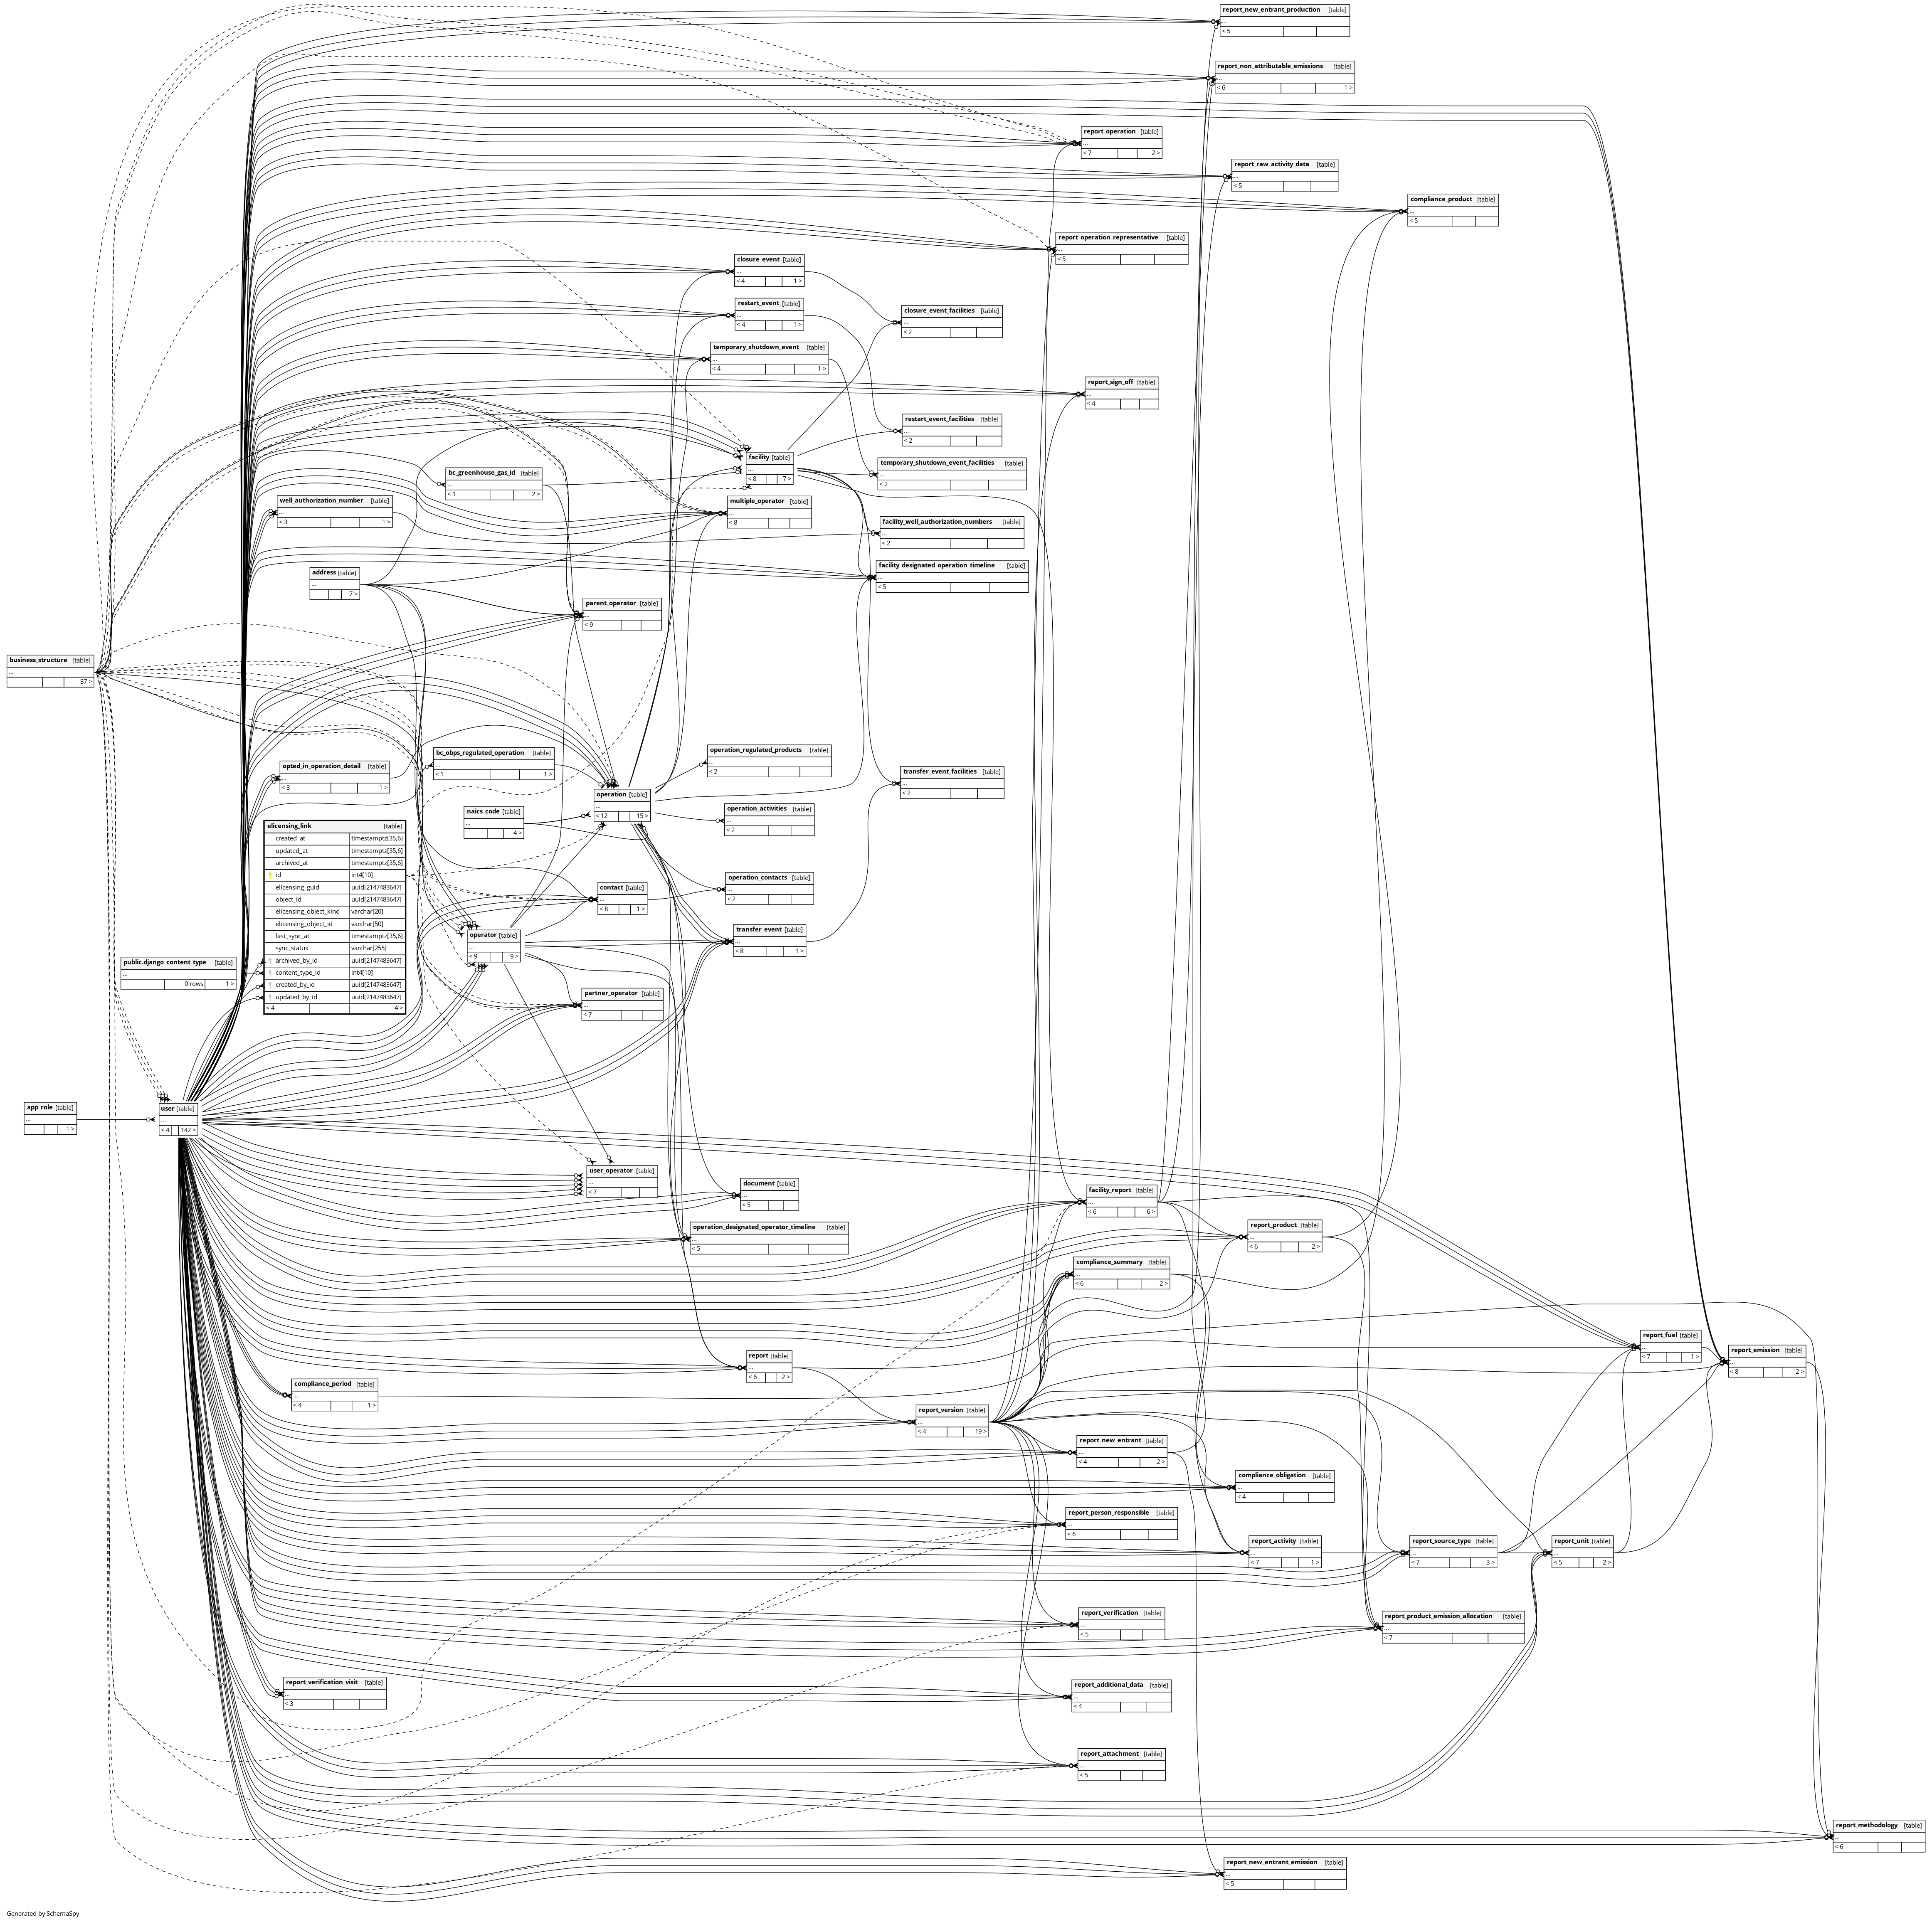 report_new_entrant_production [table]
...
< 5
report_non_attributable_emissions [table]
...
< 6 1 >
report_operation [table]
...
< 7 2 >
report_raw_activity_data [table]
...
< 5
compliance_product [table]
...
< 5
report_operation_representative [table]
...
< 5
closure_event [table]
...
< 4 1 >
restart_event [table]
...
< 4 1 >
closure_event_facilities [table]
...
< 2
temporary_shutdown_event [table]
...
< 4 1 >
report_sign_off [table]
...
< 4
restart_event_facilities [table]
...
< 2
facility [table]
...
< 8 7 >
temporary_shutdown_event_facilities [table]
...
< 2
bc_greenhouse_gas_id [table]
...
< 1 2 >
well_authorization_number [table]
...
< 3 1 >
multiple_operator [table]
...
< 8
facility_well_authorization_numbers [table]
...
< 2
facility_designated_operation_timeline [table]
...
< 5
address [table]
...
7 >
parent_operator [table]
...
< 9
business_structure [table]
...
37 >
bc_obps_regulated_operation [table]
...
< 1 1 >
operation_regulated_products [table]
...
< 2
opted_in_operation_detail [table]
...
< 3 1 >
transfer_event_facilities [table]
...
< 2
operation [table]
...
< 12 15 >
naics_code [table]
...
4 >
operation_activities [table]
...
< 2
elicensing_link [table]
created_at timestamptz[35,6]
updated_at timestamptz[35,6]
archived_at timestamptz[35,6]
id int4[10]
elicensing_guid uuid[2147483647]
object_id uuid[2147483647]
elicensing_object_kind varchar[20]
elicensing_object_id varchar[50]
last_sync_at timestamptz[35,6]
sync_status varchar[255]
archived_by_id uuid[2147483647]
content_type_id int4[10]
created_by_id uuid[2147483647]
updated_by_id uuid[2147483647]
< 4 4 >
operation_contacts [table]
...
< 2
contact [table]
...
< 8 1 >
operator [table]
...
< 9 9 >
transfer_event [table]
...
< 8 1 >
public.django_content_type [table]
...
0 rows 1 >
partner_operator [table]
...
< 7
app_role [table]
...
1 >
user [table]
...
< 4 142 >
user_operator [table]
...
< 7
document [table]
...
< 5
facility_report [table]
...
< 6 6 >
operation_designated_operator_timeline [table]
...
< 5
report_product [table]
...
< 6 2 >
compliance_summary [table]
...
< 6 2 >
report_fuel [table]
...
< 7 1 >
report_emission [table]
...
< 8 2 >
report [table]
...
< 6 2 >
compliance_period [table]
...
< 4 1 >
report_version [table]
...
< 4 19 >
report_new_entrant [table]
...
< 4 2 >
compliance_obligation [table]
...
< 4
report_person_responsible [table]
...
< 6
report_activity [table]
...
< 7 1 >
report_source_type [table]
...
< 7 3 >
report_unit [table]
...
< 5 2 >
report_verification [table]
...
< 5
report_product_emission_allocation [table]
...
< 7
report_verification_visit [table]
...
< 3
report_additional_data [table]
...
< 4
report_attachment [table]
...
< 5
report_methodology [table]
...
< 6
report_new_entrant_emission [table]
...
< 5
Generated by SchemaSpy